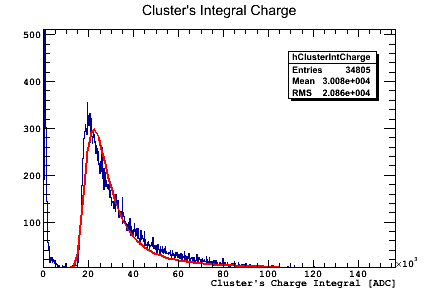 Cluster's Integral Charge
hClusterIntCharge
Entries 34805
Mean 3.008e+004
RMS 2.086e+004
500
400
300
200
100
0 20 40 60 80 100 120 140
×10³
Cluster's Charge Integral [ADC]